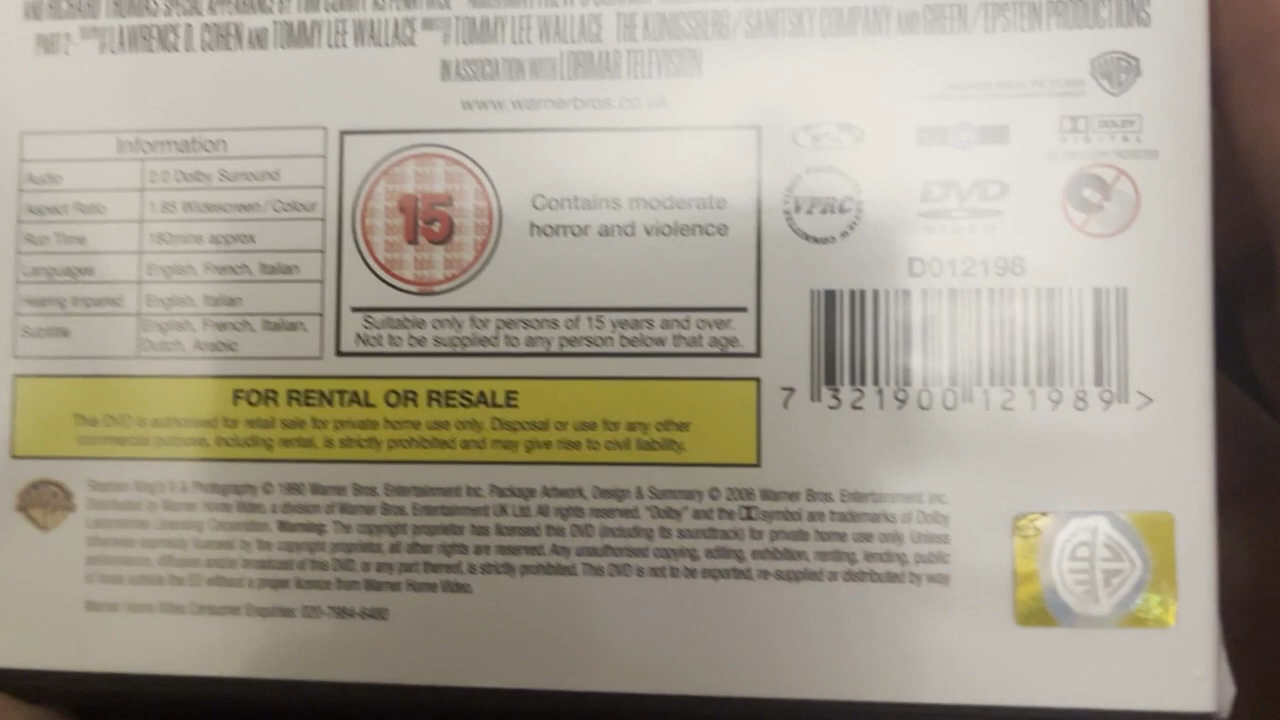 AND RICHARD THOMAS SPECIAL APPEARANCE BY TIM CURRY AS PENNYWISE
PART 2 - LAWRENCE D. COHEN AND TOMMY LEE WALLACE TOMMY LEE WALLACE THE KONIGSBERG/SANITSKY COMPANY AND GREEN/EPSTEIN PRODUCTIONS
IN ASSOCIATION WITH LORIMAR TELEVISION
www.warnerbros.co.uk
Information
Audio 2.0 Dolby Surround
Aspect Ratio 1.85 Widescreen/Colour
Run Time 180mins approx
Languages English, French, Italian
Hearing Impaired English, Italian
Subtitle English, French, Italian,
Dutch, Arabic
15
Contains moderate
horror and violence
Suitable only for persons of 15 years and over.
Not to be supplied to any person below that age.
DOLBY
DIGITAL
VPRC
DVD
VIDEO
D012198
7 321900 121989 >
FOR RENTAL OR RESALE
This DVD is authorised for retail sale for private home use only. Disposal or use for any other
commercial purpose, including rental, is strictly prohibited and may give rise to civil liability.
Stephen King's It & Photography © 1990 Warner Bros. Entertainment Inc. Package Artwork, Design & Summary © 2006 Warner Bros. Entertainment Inc.
Distributed by Warner Home Video, a division of Warner Bros. Entertainment UK Ltd. All rights reserved. "Dolby" and the symbol are trademarks of Dolby
Laboratories Licensing Corporation. Warning: The copyright proprietor has licensed this DVD (including its soundtrack) for private home use only. Unless
otherwise expressly licensed by the copyright proprietor, all other rights are reserved. Any unauthorised copying, editing, exhibition, renting, lending, public
performance, diffusion and/or broadcast of this DVD, or any part thereof, is strictly prohibited. This DVD is not to be exported, re-supplied or distributed by way
of trade outside the EU without a proper licence from Warner Home Video.
Warner Home Video Consumer Enquiries: 020-7984-6480